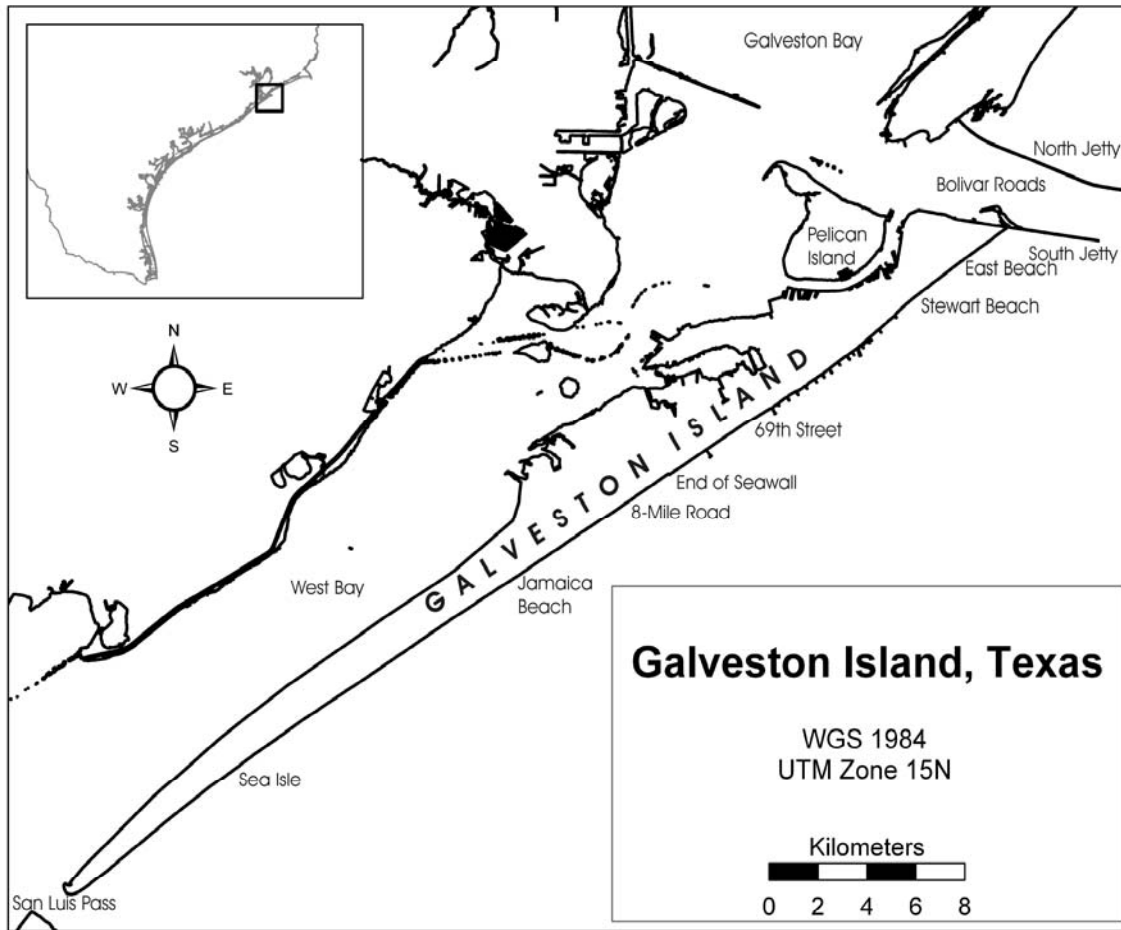 Galveston Bay
North Jetty
Bolivar Roads
Pelican
Island
South Jetty
East Beach
Stewart Beach
N
W
E
S
GALVESTON ISLAND
69th Street
End of Seawall
8-Mile Road
West Bay
Jamaica
Beach
Sea Isle
San Luis Pass
Galveston Island, Texas
WGS 1984
UTM Zone 15N
Kilometers
0 2 4 6 8